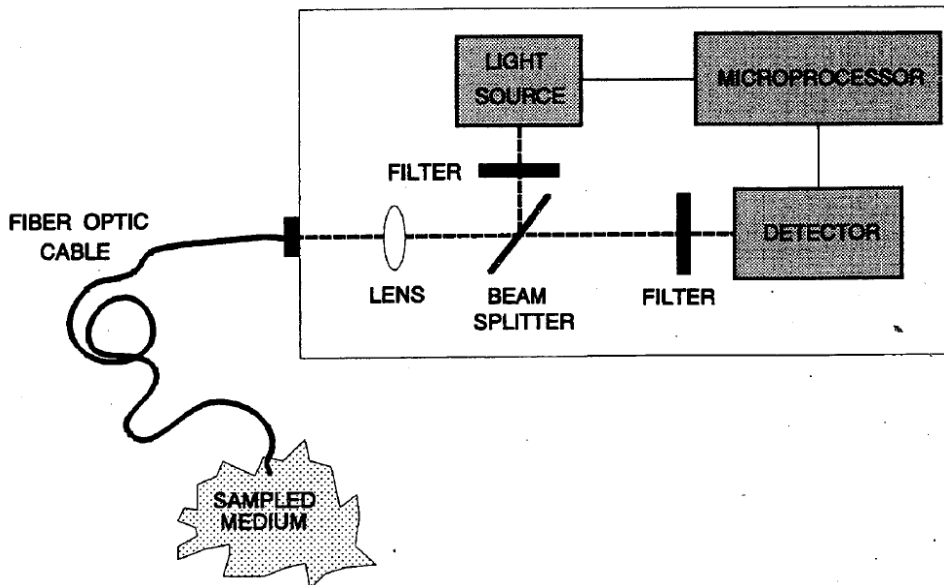 LIGHT
SOURCE
MICROPROCESSOR
FILTER
FIBER OPTIC
CABLE
DETECTOR
LENS
BEAM
SPLITTER
FILTER
SAMPLED
MEDIUM